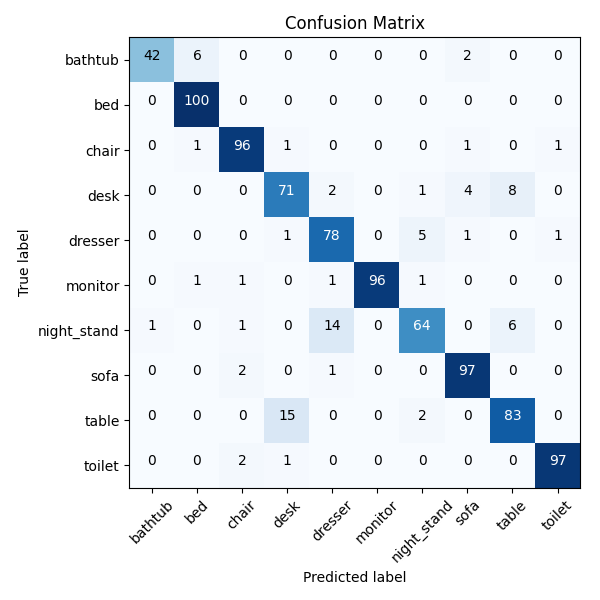 Confusion Matrix
True label
bathtub 42 6 0 0 0 0 0 2 0 0
bed 0 100 0 0 0 0 0 0 0 0
chair 0 1 96 1 0 0 0 1 0 1
desk 0 0 0 71 2 0 1 4 8 0
dresser 0 0 0 1 78 0 5 1 0 1
monitor 0 1 1 0 1 96 1 0 0 0
night_stand 1 0 1 0 14 0 64 0 6 0
sofa 0 0 2 0 1 0 0 97 0 0
table 0 0 0 15 0 0 2 0 83 0
toilet 0 0 2 1 0 0 0 0 0 97
bathtub bed chair desk dresser monitor night_stand sofa table toilet
Predicted label